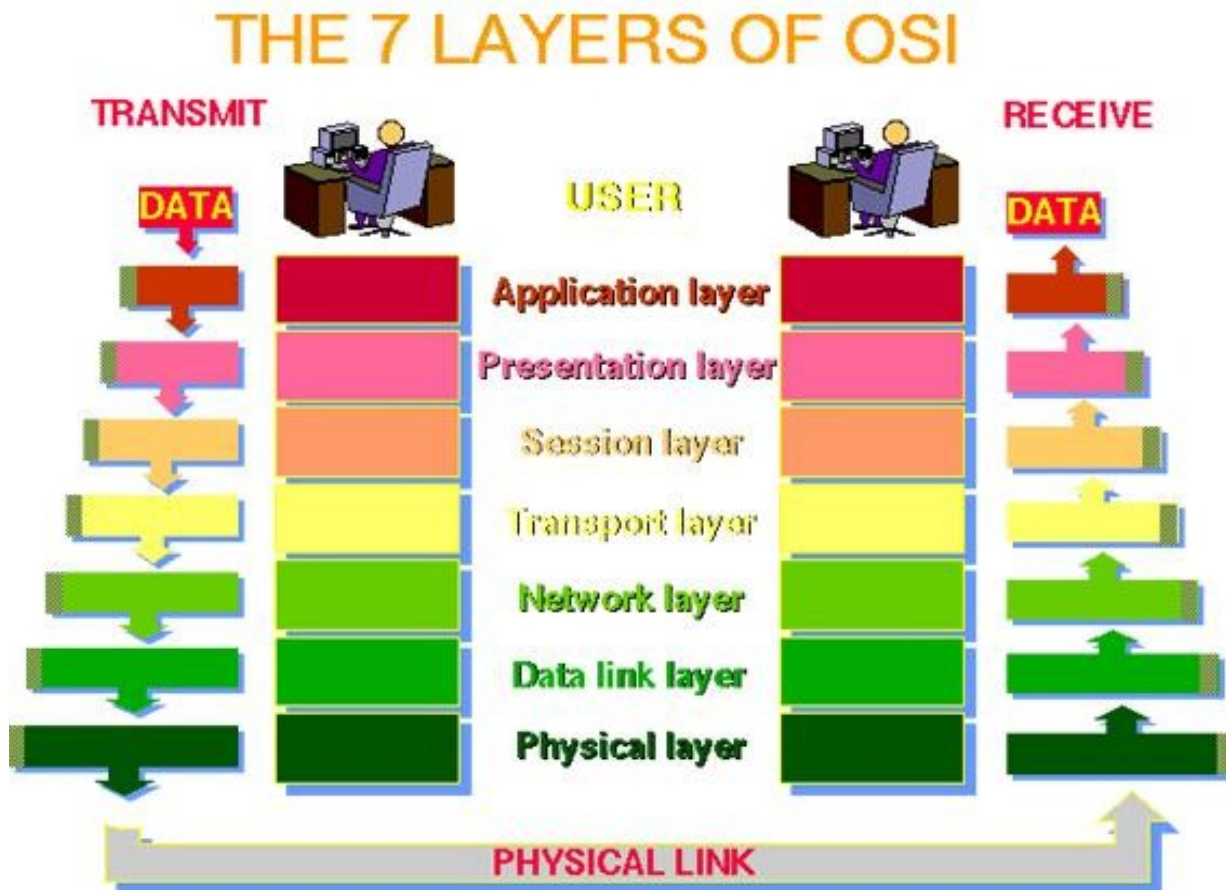 THE 7 LAYERS OF OSI
TRANSMIT
RECEIVE
DATA
USER
DATA
Application layer
Presentation layer
Session layer
Transport layer
Network layer
Data link layer
Physical layer
PHYSICAL LINK